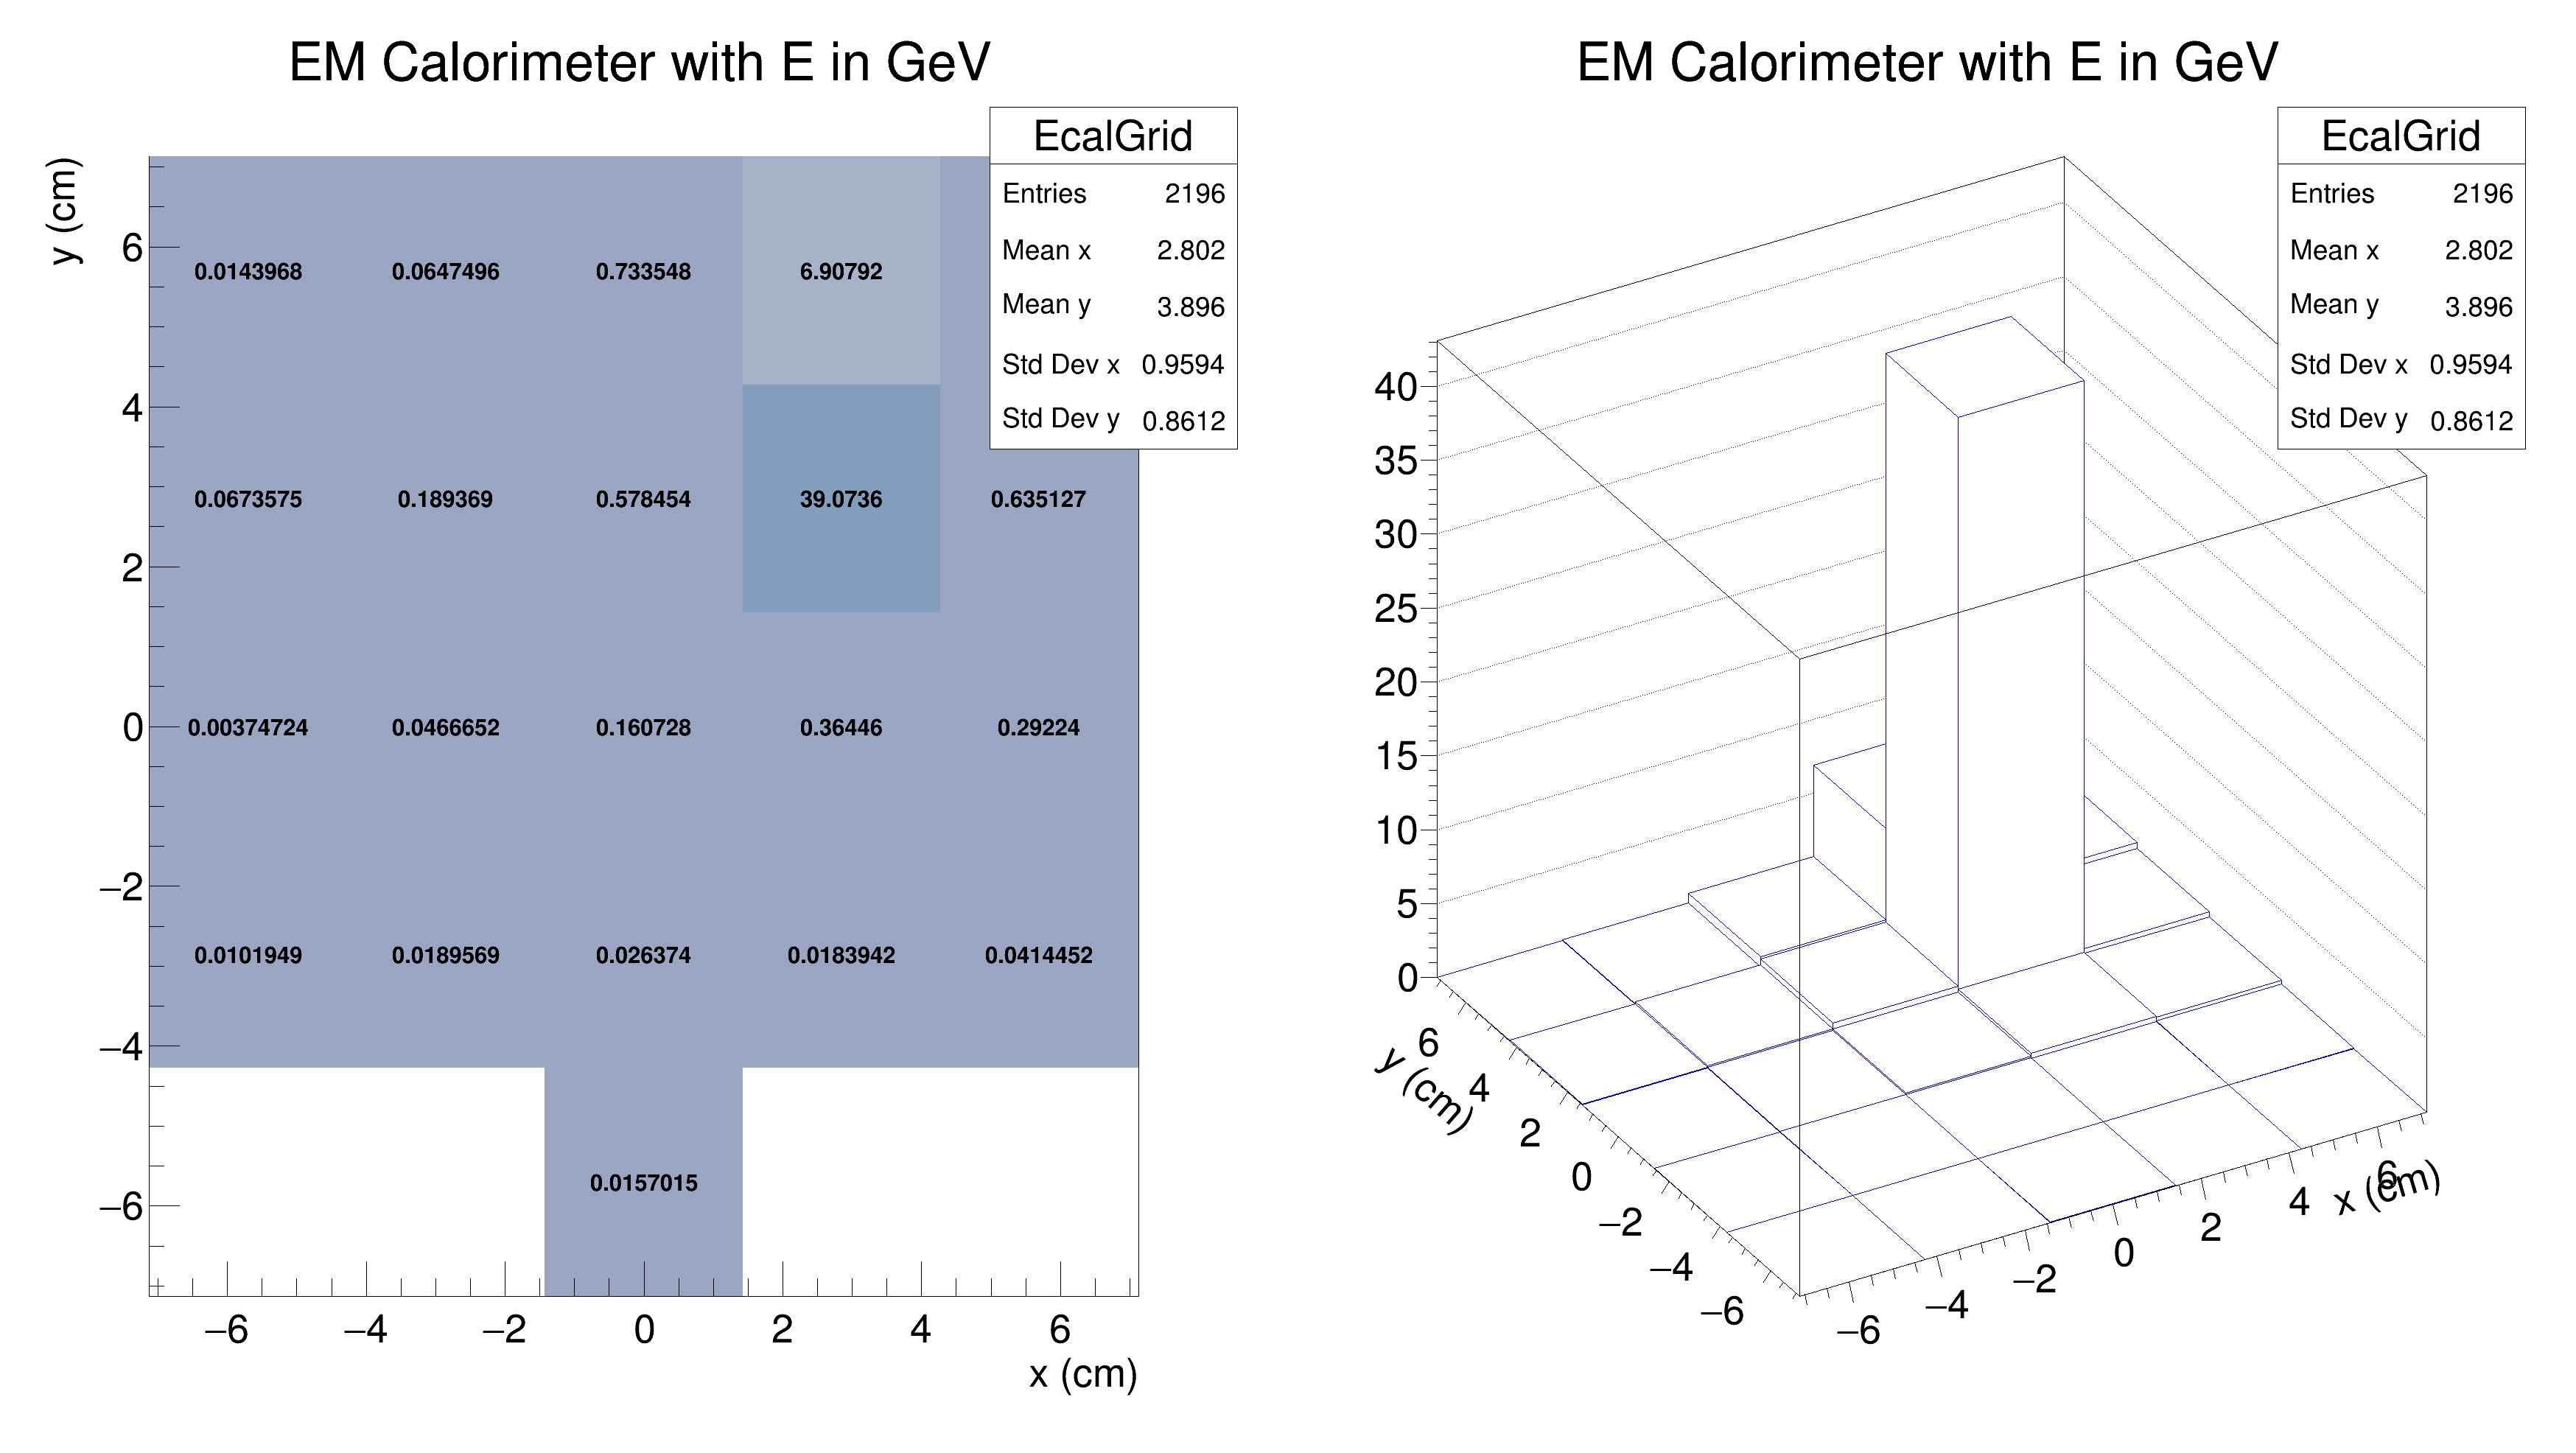 EM Calorimeter with E in GeV
EcalGrid
Entries 2196
Mean x 2.802
Mean y 3.896
Std Dev x 0.9594
Std Dev y 0.8612
y (cm)
6
4
2
0
−2
−4
−6
0.0143968 0.0647496 0.733548 6.90792
0.0673575 0.189369 0.578454 39.0736 0.635127
0.00374724 0.0466652 0.160728 0.36446 0.29224
0.0101949 0.0189569 0.026374 0.0183942 0.0414452
0.0157015
−6 −4 −2 0 2 4 6
x (cm)
EM Calorimeter with E in GeV
EcalGrid
Entries 2196
Mean x 2.802
Mean y 3.896
Std Dev x 0.9594
Std Dev y 0.8612
40
35
30
25
20
15
10
5
0
y (cm)
6
4
2
0
−2
−4
−6
−6 −4 −2 0 2 4 6
x (cm)